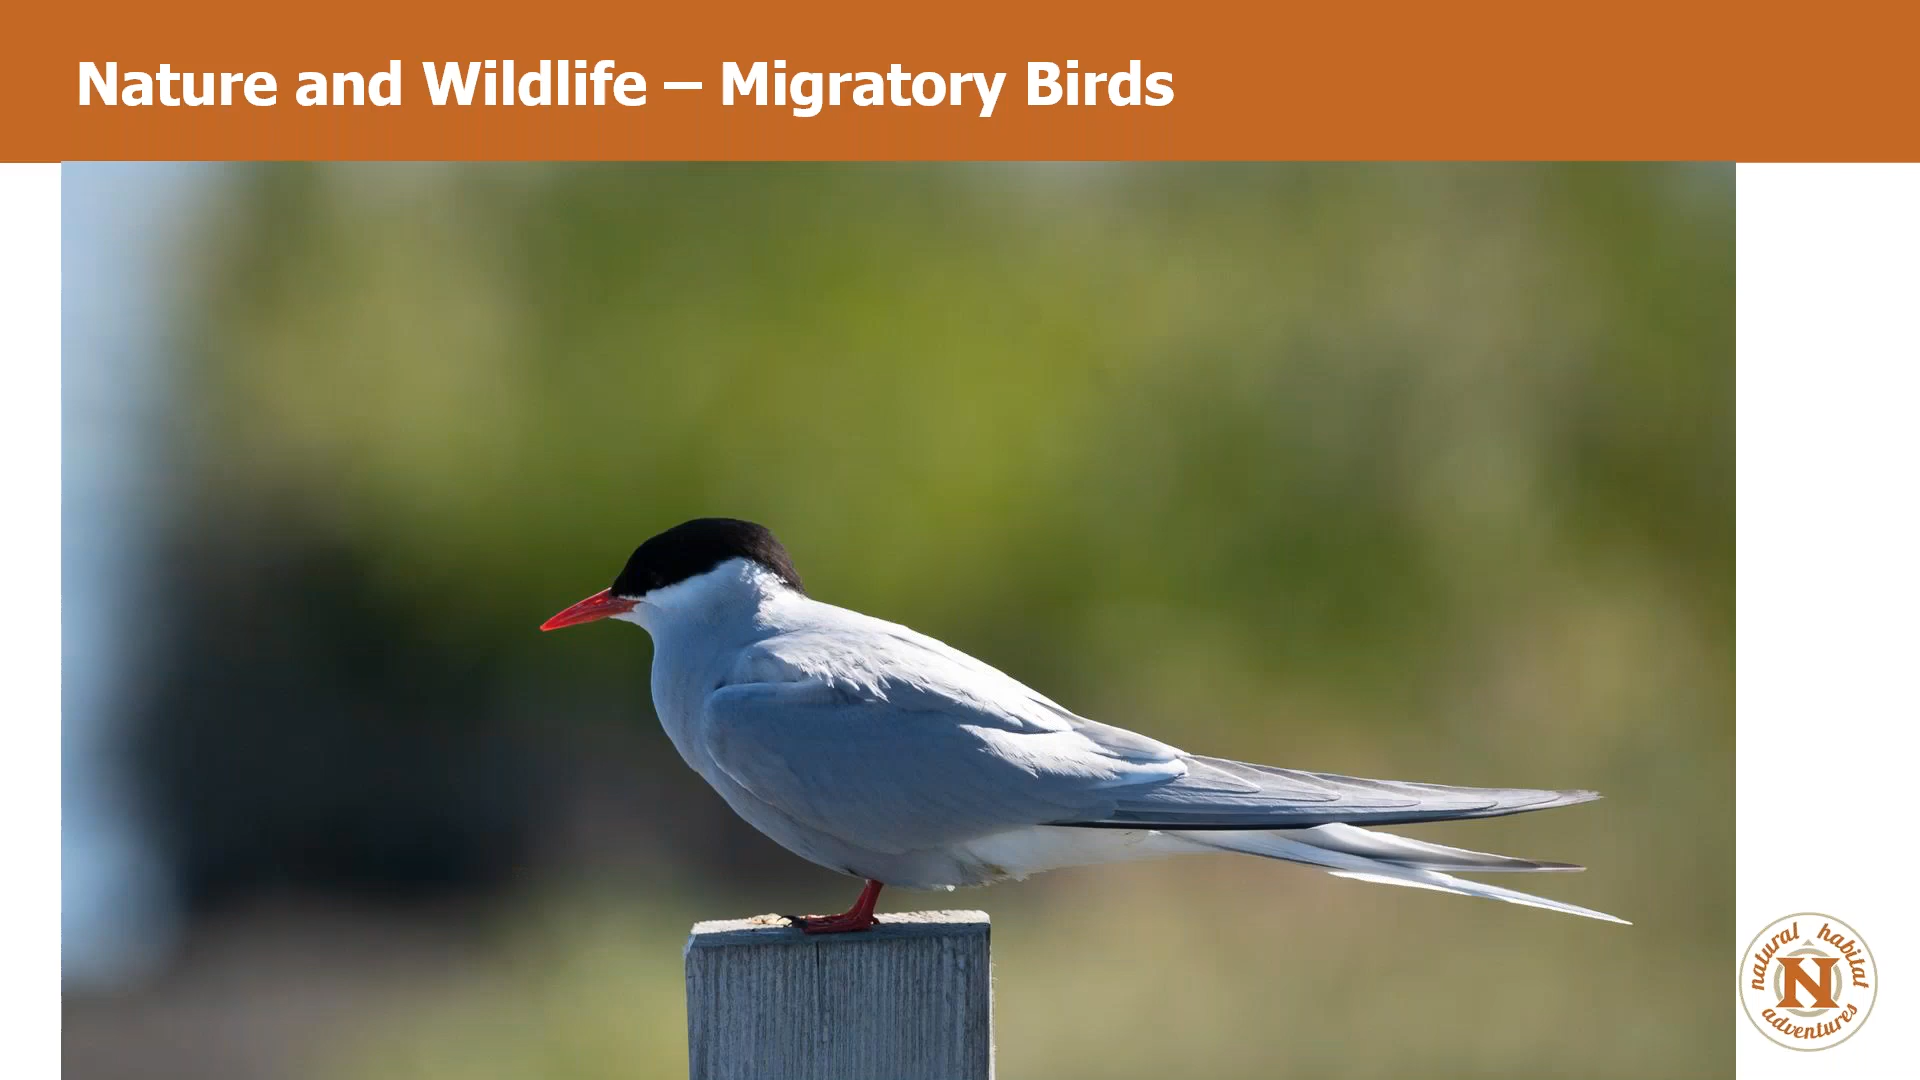 Nature and Wildlife – Migratory Birds
natural habitat
adventures
N